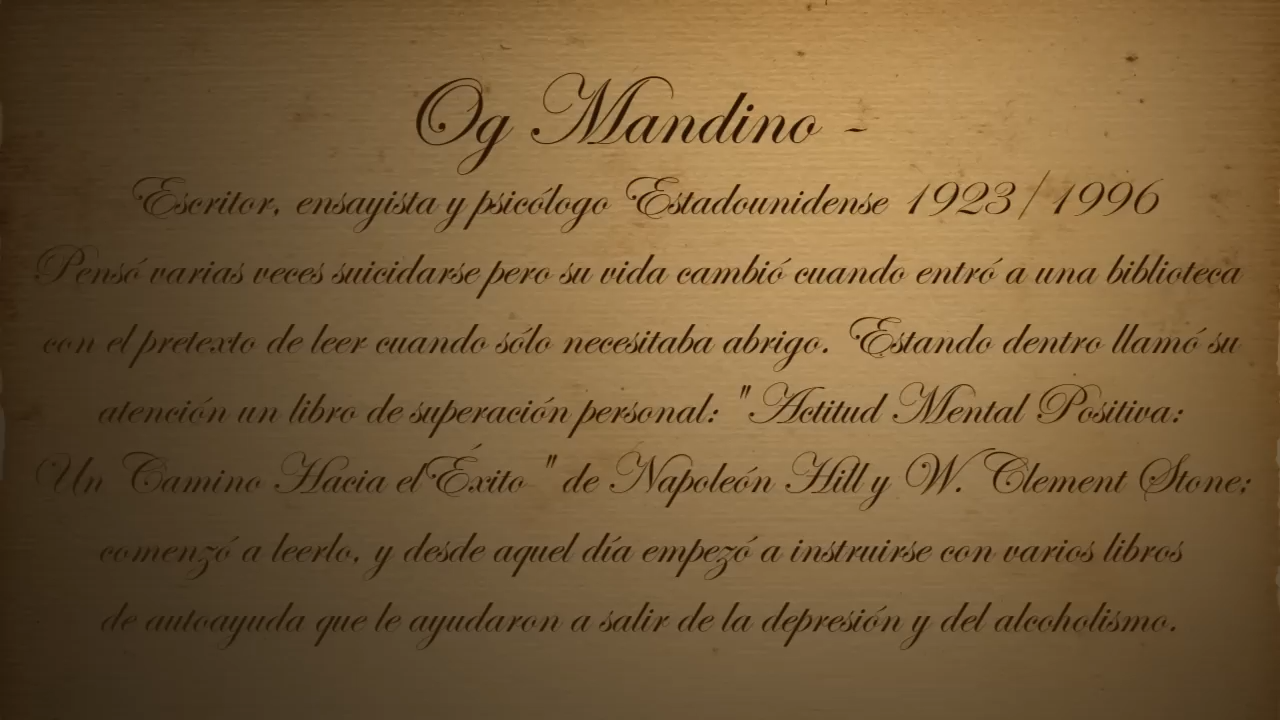 Og Mandino -
Escritor, ensayista y psicólogo Estadounidense 1923/1996
Pensó varias veces suicidarse pero su vida cambió cuando entró a una biblioteca
con el pretexto de leer cuando sólo necesitaba abrigo. Estando dentro llamó su
atención un libro de superación personal: "Actitud Mental Positiva:
Un Camino Hacia el Éxito " de Napoleón Hill y W. Clement Stone;
comenzó a leerlo, y desde aquel día empezó a instruirse con varios libros
de autoayuda que le ayudaron a salir de la depresión y del alcoholismo.